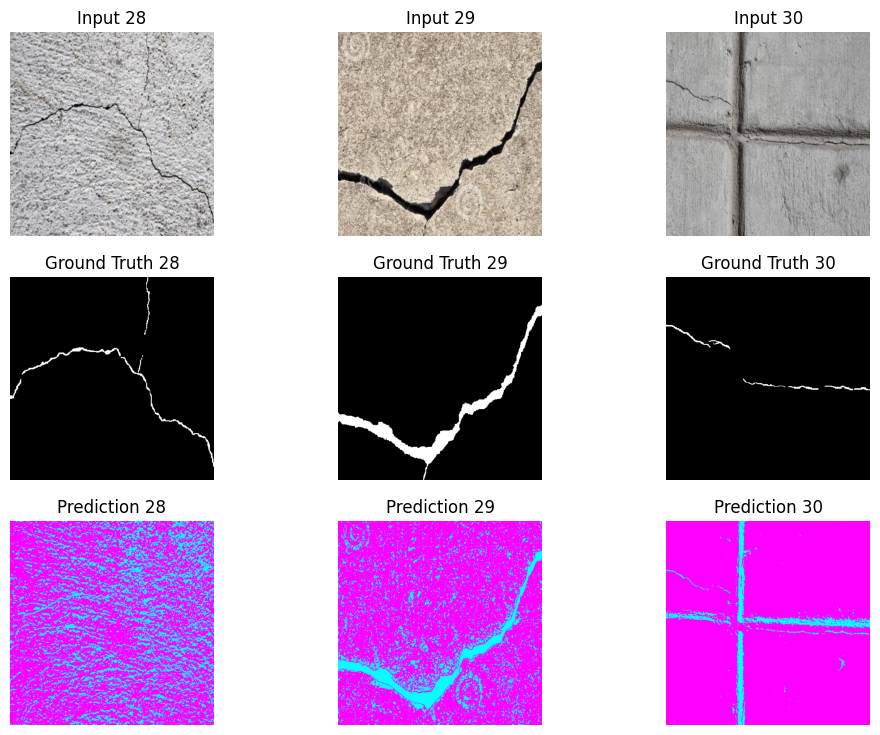 Input 28
Input 29
Input 30
Ground Truth 28
Ground Truth 29
Ground Truth 30
Prediction 28
Prediction 29
Prediction 30